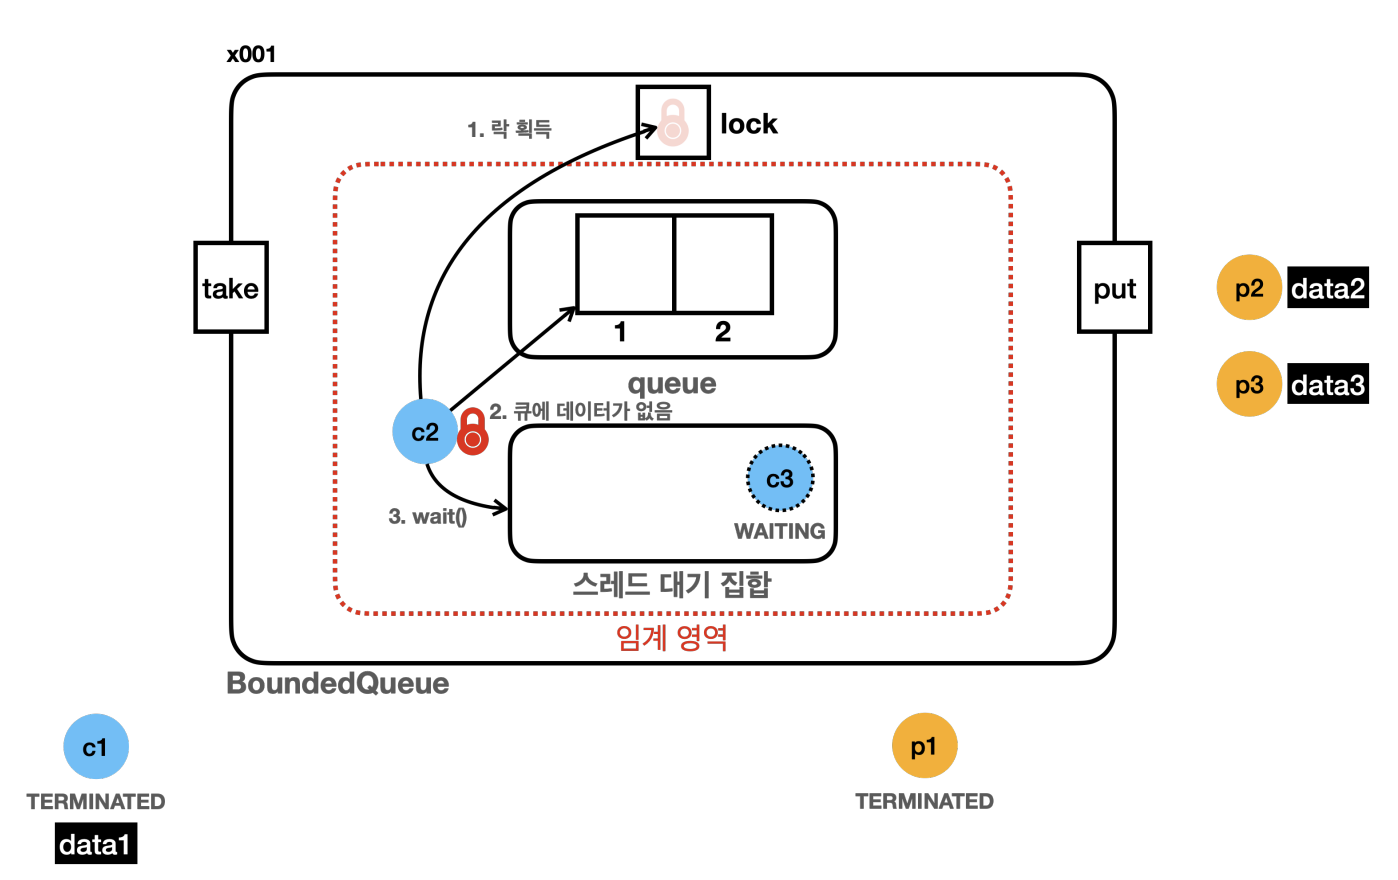 x001
1. 락 획득
lock
take
put
1
2
queue
p2
data2
p3
data3
c2
2. 큐에 데이터가 없음
3. wait()
c3
WAITING
스레드 대기 집합
임계 영역
BoundedQueue
c1
TERMINATED
data1
p1
TERMINATED